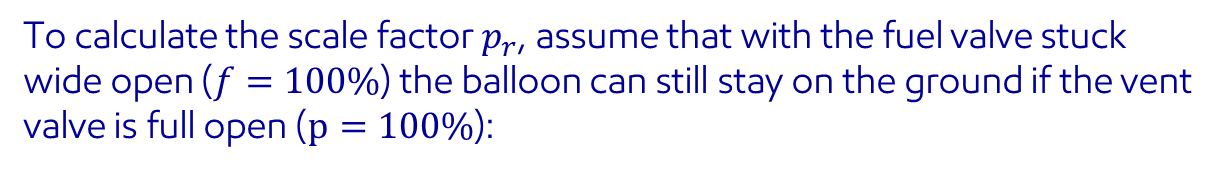 To calculate the scale factor p_r, assume that with the fuel valve stuck
wide open (f = 100%) the balloon can still stay on the ground if the vent
valve is full open (p = 100%):